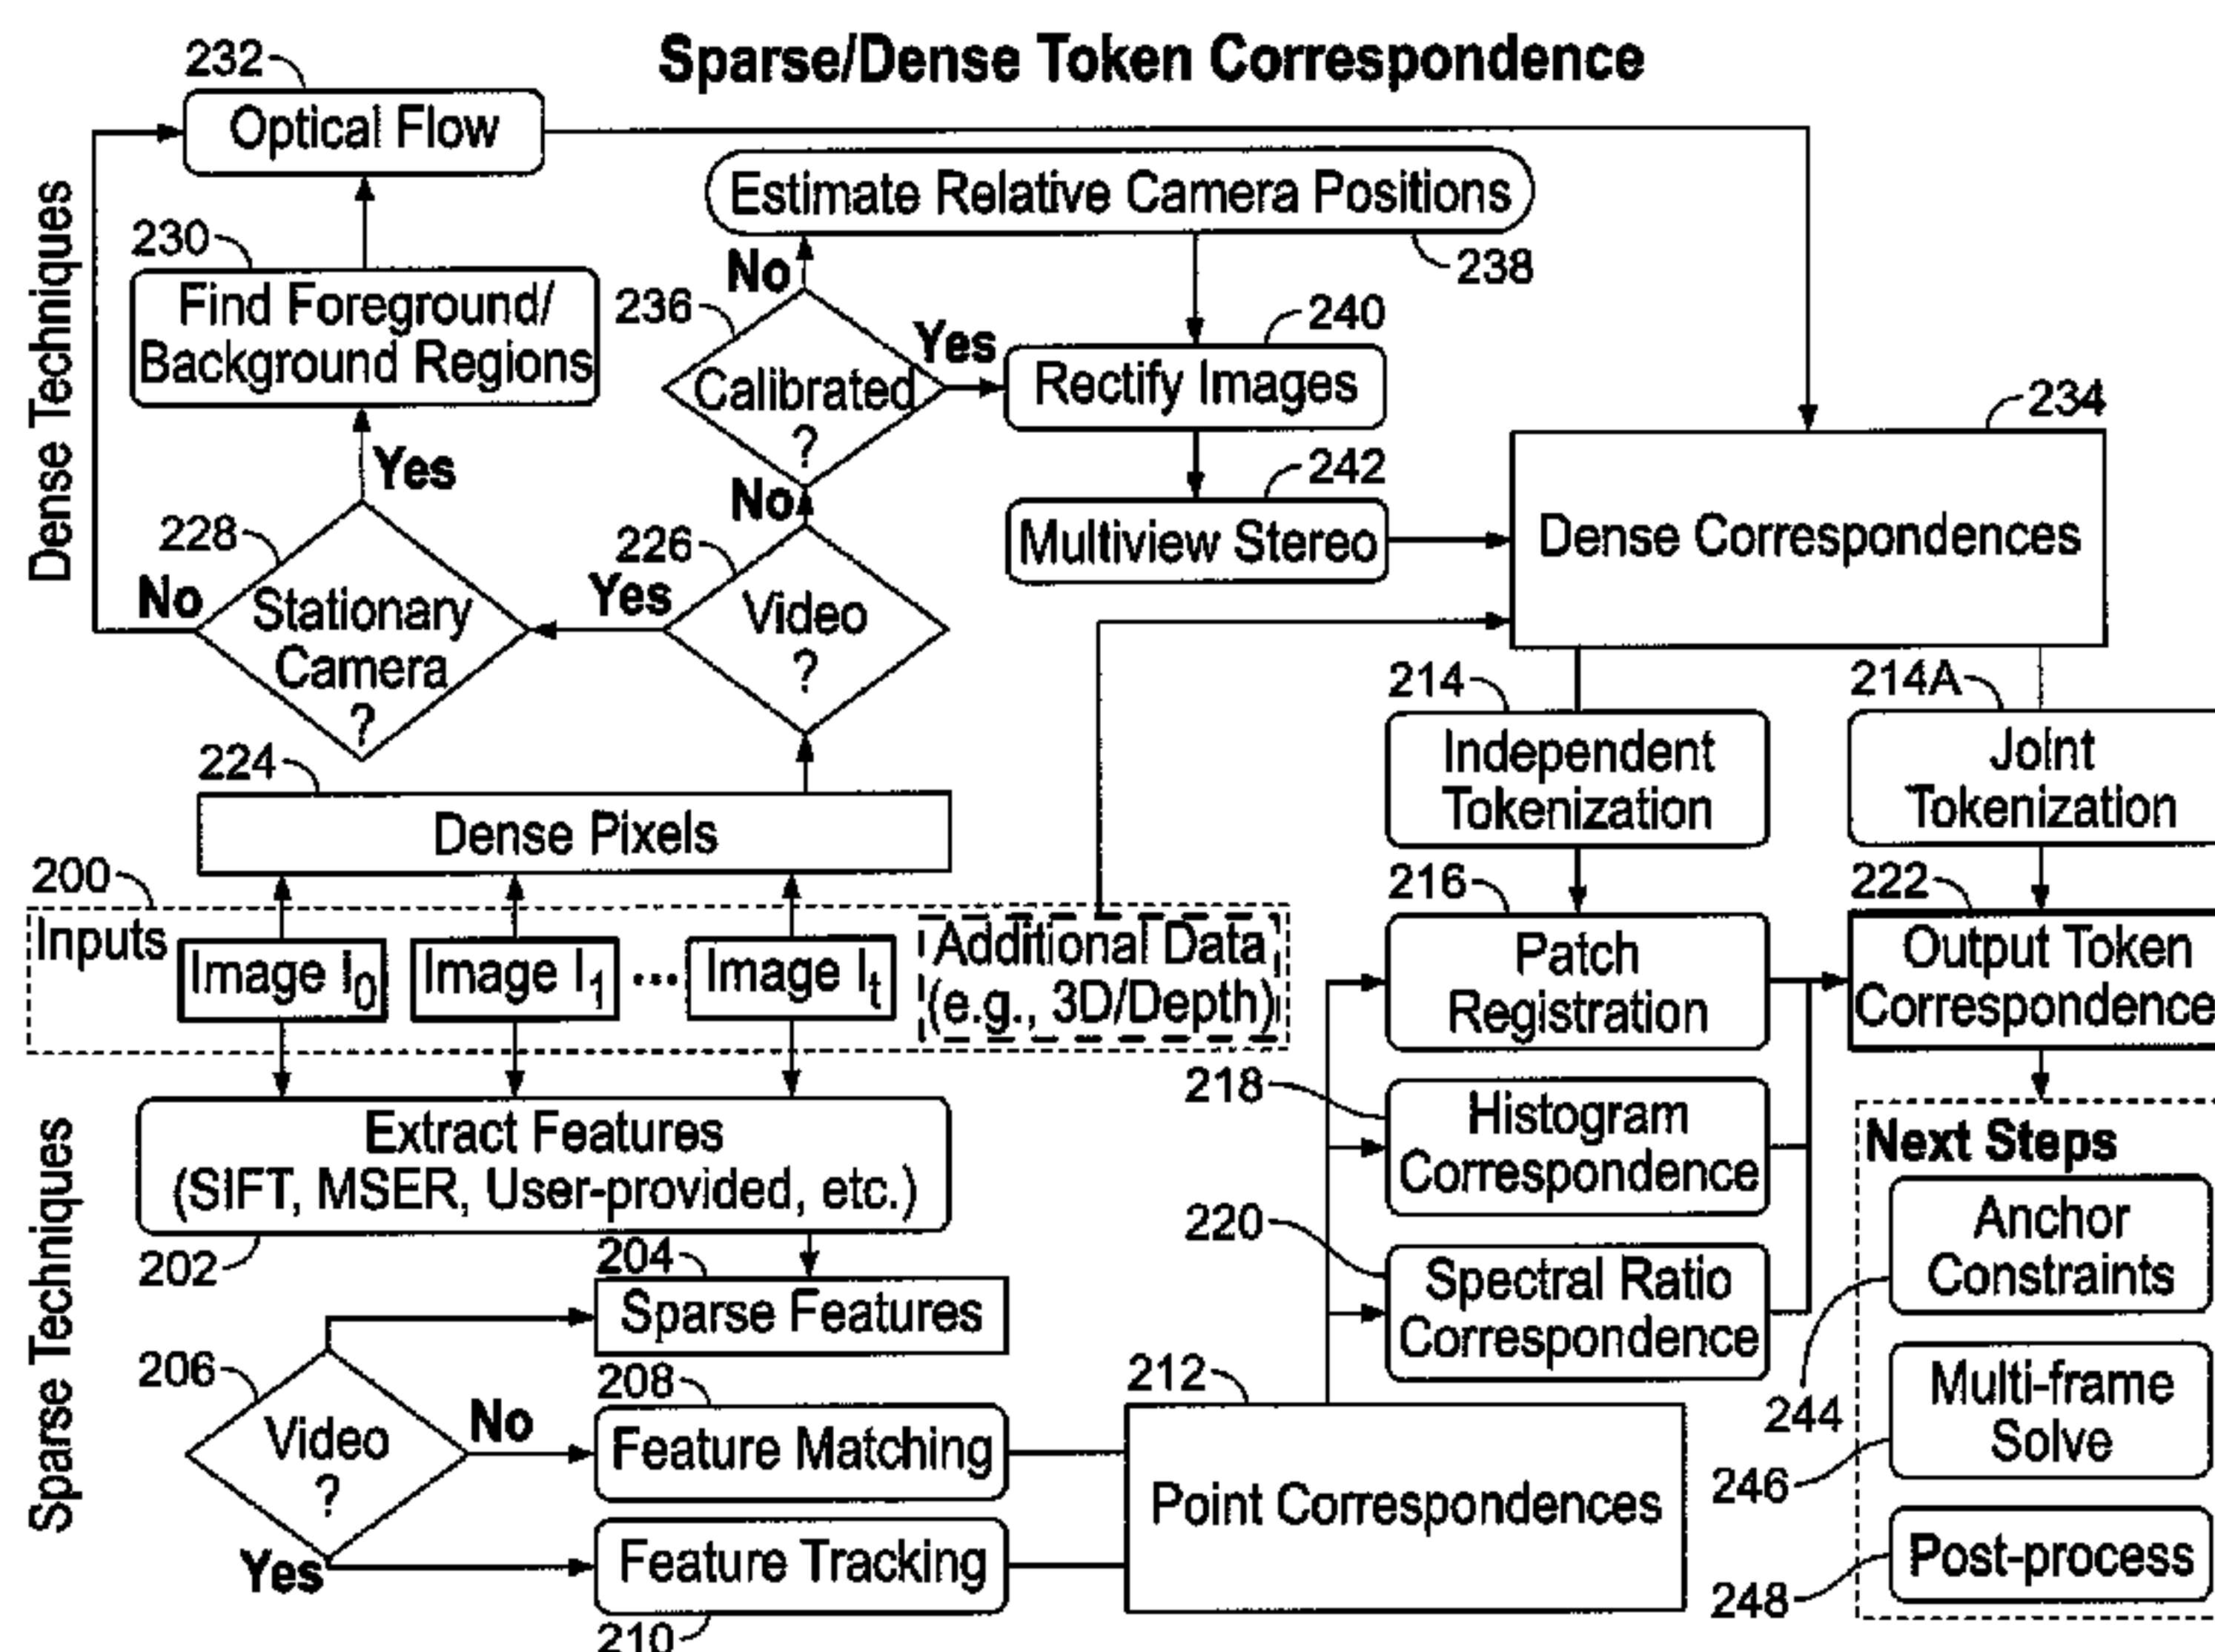 Sparse/Dense Token Correspondence
Dense Techniques
232
Optical Flow
230
Find Foreground/
Background Regions
Yes
228
No
Stationary
Camera
?
Estimate Relative Camera Positions
238
No
236
Calibrated
?
Yes
240
Rectify Images
242
Multiview Stereo
No
226
Yes
Video
?
234
Dense Correspondences
224
Dense Pixels
200
Inputs
Image I0
Image I1
...
Image It
Additional Data
(e.g., 3D/Depth)
214
Independent
Tokenization
214A
Joint
Tokenization
216
Patch
Registration
222
Output Token
Correspondence
218
Histogram
Correspondence
220
Spectral Ratio
Correspondence
Sparse Techniques
Extract Features
(SIFT, MSER, User-provided, etc.)
202
204
Sparse Features
206
Video
?
No
Yes
208
Feature Matching
Feature Tracking
210
212
Point Correspondences
Next Steps
Anchor
Constraints
244
Multi-frame
Solve
246
Post-process
248